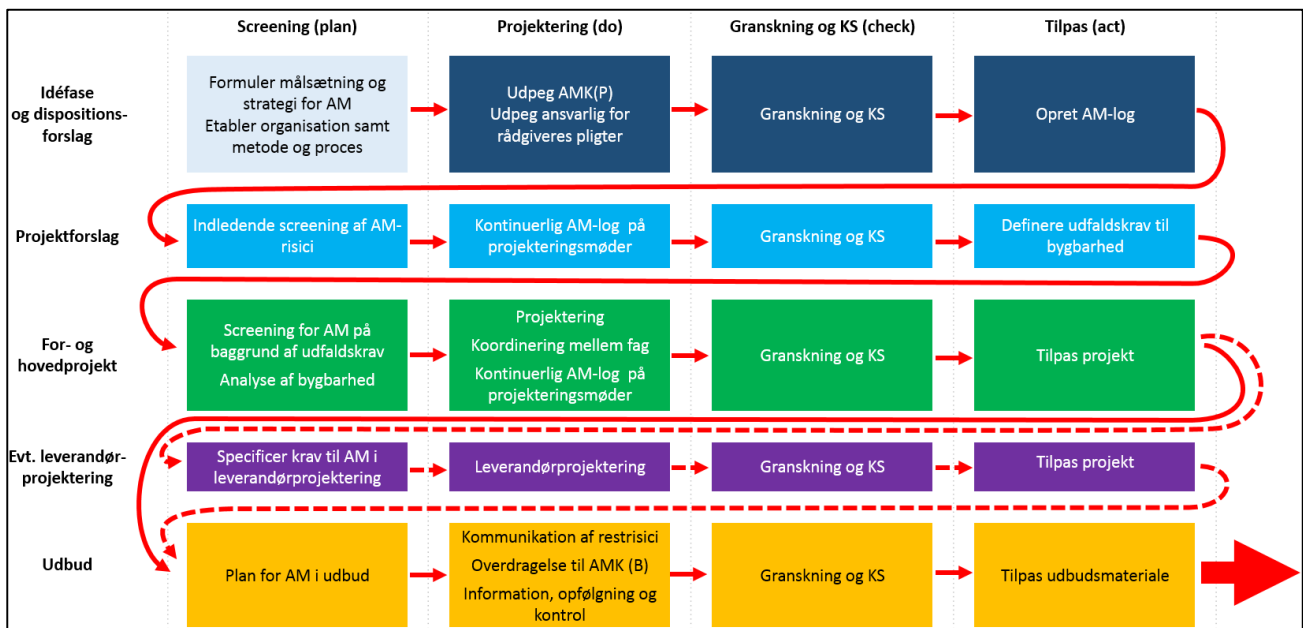 Screening (plan)
Projektering (do)
Granskning og KS (check)
Tilpas (act)
Idéfase
og dispositions-
forslag
Formuler målsætning og
strategi for AM
Etabler organisation samt
metode og proces
Udpeg AMK(P)
Udpeg ansvarlig for
rådgiveres pligter
Granskning og KS
Opret AM-log
Projektforslag
Indledende screening af AM-
risici
Kontinuerlig AM-log på
projekteringsmøder
Granskning og KS
Definere udfaldskrav til
bygbarhed
For- og
hovedprojekt
Screening for AM på
baggrund af udfaldskrav
Analyse af bygbarhed
Projektering
Koordinering mellem fag
Kontinuerlig AM-log på
projekteringsmøder
Granskning og KS
Tilpas projekt
Evt. leverandør-
projektering
Specificer krav til AM i
leverandørprojektering
Leverandørprojektering
Granskning og KS
Tilpas projekt
Udbud
Plan for AM i udbud
Kommunikation af restrisici
Overdragelse til AMK (B)
Information, opfølgning og
kontrol
Granskning og KS
Tilpas udbudsmateriale